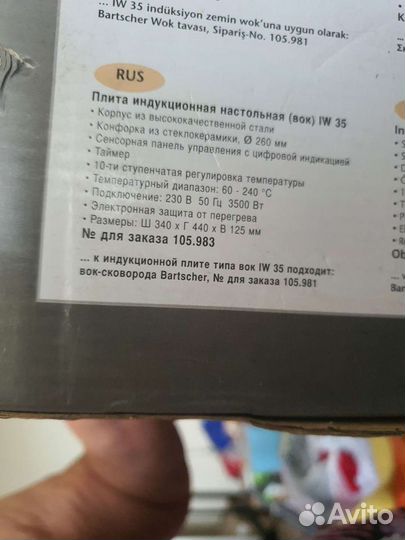 ... IW 35 indüksiyon zemin wok'una uygun olarak:
Bartscher Wok tavası, Sipariş-No. 105.981
RUS
Плита индукционная настольная (вок) IW 35
• Корпус из высококачественной стали
• Конфорка из стеклокерамики, Ø 260 мм
• Сенсорная панель управления с цифровой индикацией
• Таймер
• 10-ти ступенчатая регулировка температуры
• Температурный диапазон: 60 - 240 °C
• Подключение: 230 В 50 Гц 3500 Вт
• Электронная защита от перегрева
• Размеры: Ш 340 х Г 440 х В 125 мм
№ для заказа 105.983
... к индукционной плите типа вок IW 35 подходит:
вок-сковорода Bartscher, № для заказа 105.981
Avito